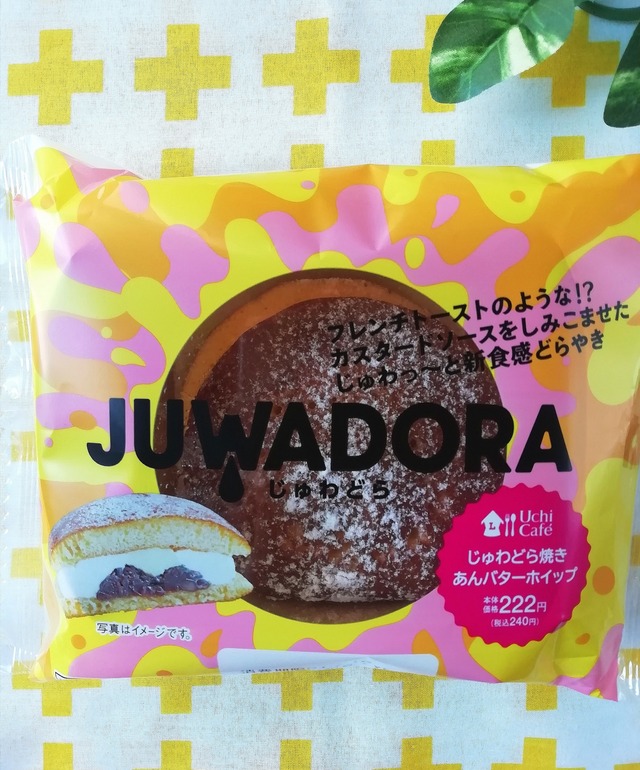 フレンチトーストのような!?
カスタードソースをしみこませた
じゅわっ〜と新食感どらやき
JUWADORA
じゅわどら
Uchi
Café
L
じゅわどら焼き
あんバターホイップ
本体
価格222円
(税込240円)
写真はイメージです。
消費期限